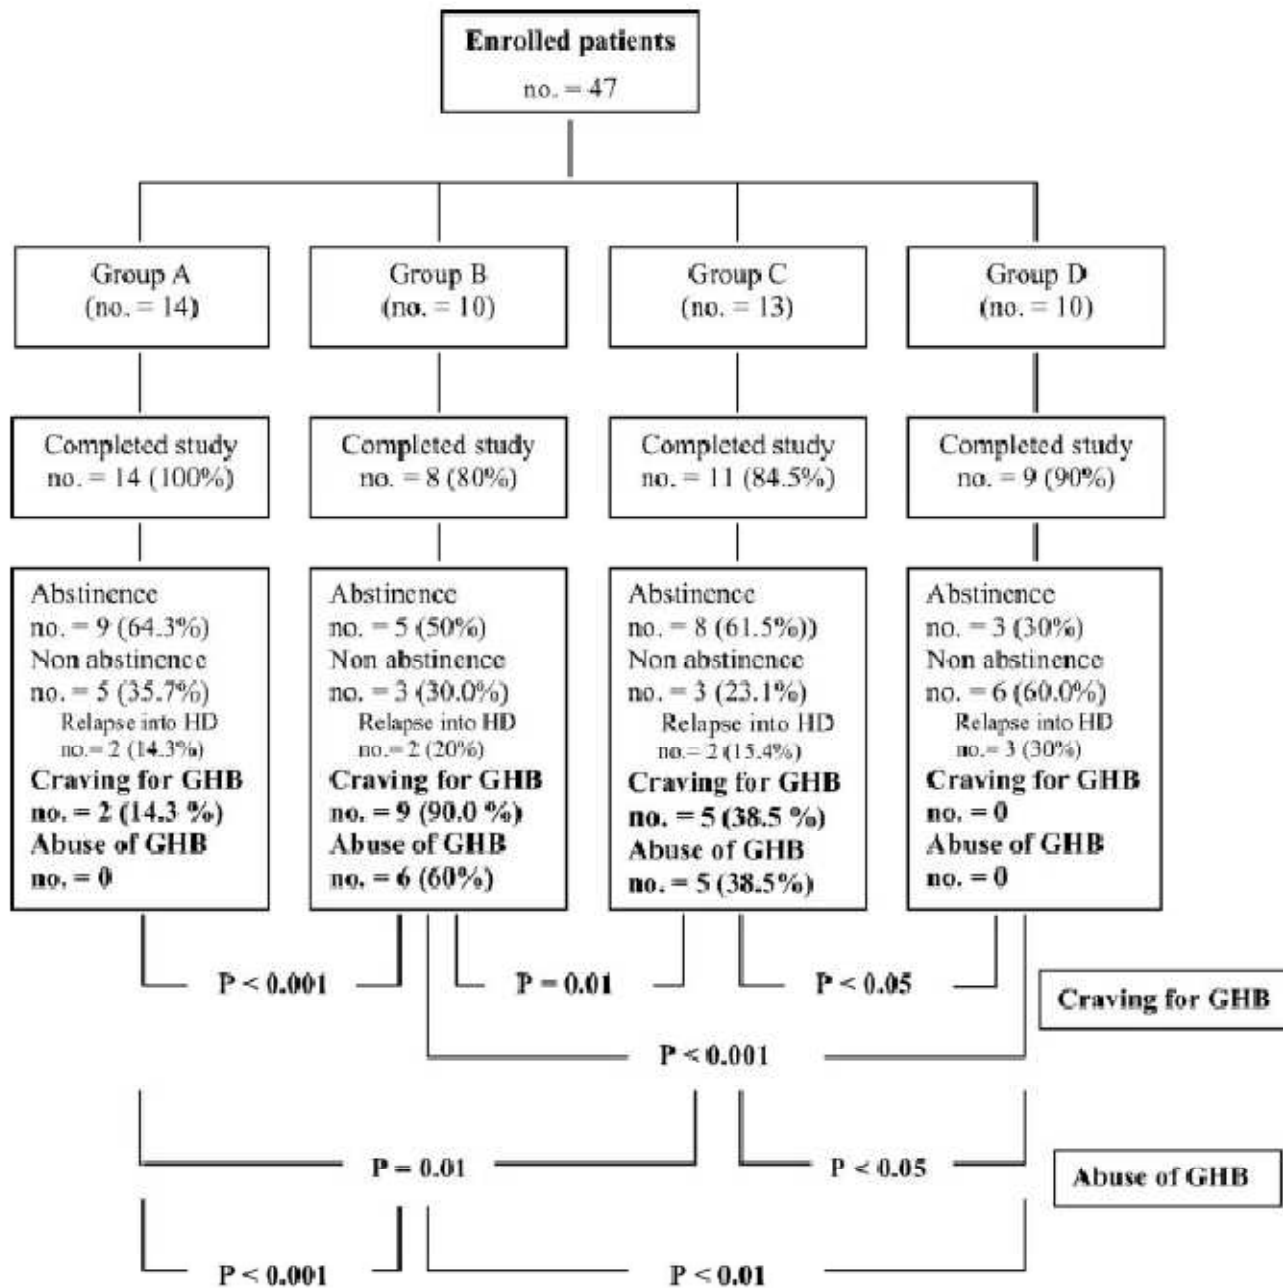 Enrolled patients
no. = 47
Group A
(no. = 14)
Group B
(no. = 10)
Group C
(no. = 13)
Group D
(no. = 10)
Completed study
no. = 14 (100%)
Completed study
no. = 8 (80%)
Completed study
no. = 11 (84.5%)
Completed study
no. = 9 (90%)
Abstinence
no. = 9 (64.3%)
Non abstinence
no. = 5 (35.7%)
Relapse into HD
no.= 2 (14.3%)
Craving for GHB
no. = 2 (14.3 %)
Abuse of GHB
no. = 0
Abstinence
no. = 5 (50%)
Non abstinence
no. = 3 (30.0%)
Relapse into HD
no.= 2 (20%)
Craving for GHB
no. = 9 (90.0 %)
Abuse of GHB
no. = 6 (60%)
Abstinence
no. = 8 (61.5%))
Non abstinence
no. = 3 (23.1%)
Relapse into HD
no.= 2 (15.4%)
Craving for GHB
no. = 5 (38.5 %)
Abuse of GHB
no. = 5 (38.5%)
Abstinence
no. = 3 (30%)
Non abstinence
no. = 6 (60.0%)
Relapse into HD
no.= 3 (30%)
Craving for GHB
no. = 0
Abuse of GHB
no. = 0
P < 0.001
P = 0.01
P < 0.05
Craving for GHB
P < 0.001
P = 0.01
P < 0.05
Abuse of GHB
P < 0.001
P < 0.01